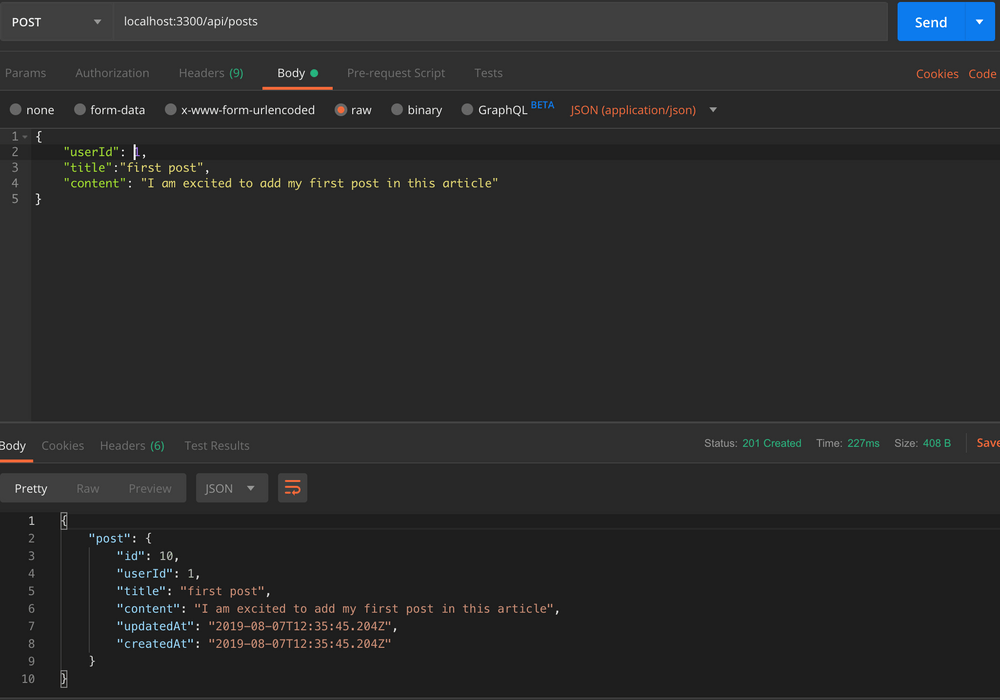 POST localhost:3300/api/posts Send
Params Authorization Headers (9) Body Pre-request Script Tests Cookies Code
none form-data x-www-form-urlencoded raw binary GraphQL BETA JSON (application/json)
1 {
2 "userId": 1,
3 "title":"first post",
4 "content": "I am excited to add my first post in this article"
5 }
Body Cookies Headers (6) Test Results Status: 201 Created Time: 227ms Size: 408 B Save
Pretty Raw Preview JSON
1 {
2 "post": {
3 "id": 10,
4 "userId": 1,
5 "title": "first post",
6 "content": "I am excited to add my first post in this article",
7 "updatedAt": "2019-08-07T12:35:45.204Z",
8 "createdAt": "2019-08-07T12:35:45.204Z"
9 }
10 }